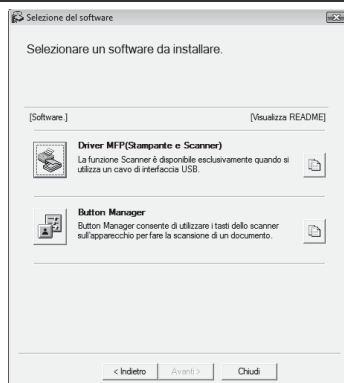 Selezione del software
Selezionare un software da installare.
[Software.] [Visualizza README]
Driver MFP(Stampante e Scanner)
La funzione Scanner è disponibile esclusivamente quando si
utilizza un cavo di interfaccia USB.
Button Manager
Button Manager consente di utilizzare i tasti dello scanner
sull'apparecchio per fare la scansione di un documento.
< Indietro Avanti > Chiudi